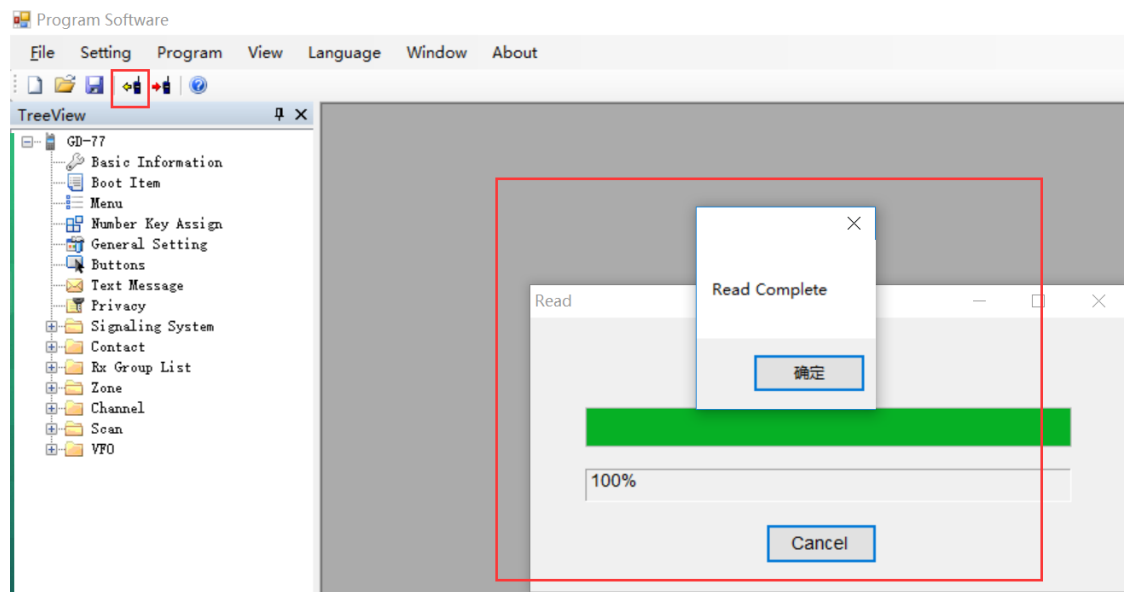 Program Software
File Setting Program View Language Window About
TreeView
GD-77
Basic Information
Boot Item
Menu
Number Key Assign
General Setting
Buttons
Text Message
Privacy
Signaling System
Contact
Rx Group List
Zone
Channel
Scan
VFO
Read
Read Complete
确定
100%
Cancel